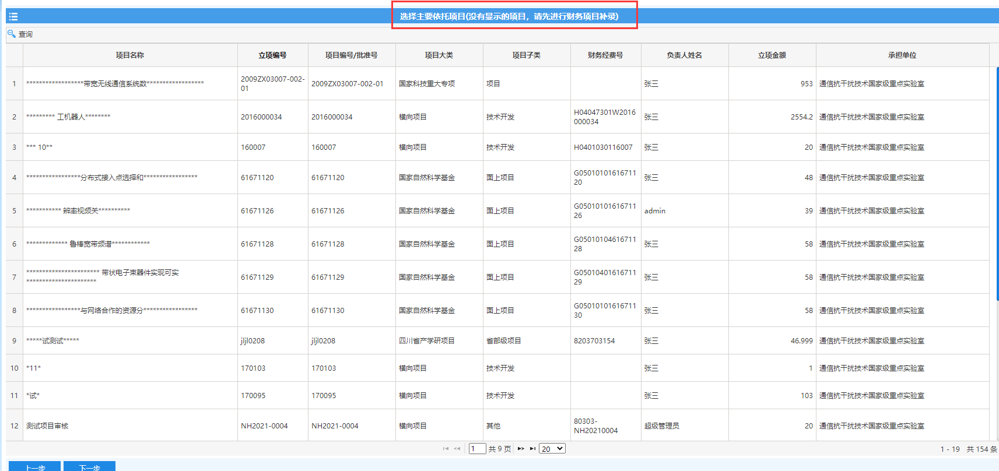 选择主要依托项目(没有显示的项目，请先进行财务项目补录)
查询
项目名称 立项编号 项目编号/批准号 项目大类 项目子类 财务经费号 负责人姓名 立项金额 承担单位
1 ******************带宽无线通信系统数****************** 2009ZX03007-002-01 2009ZX03007-002-01 国家科技重大专项 项目 张三 953 通信抗干扰技术国家级重点实验室
2 ********* 工机器人******** 2016000034 2016000034 横向项目 技术开发 H04047301W2016000034 张三 2554.2 通信抗干扰技术国家级重点实验室
3 *** 10** 160007 160007 横向项目 技术开发 H0401030116007 张三 20 通信抗干扰技术国家级重点实验室
4 *****************分布式接入点选择和***************** 61671120 61671120 国家自然科学基金 面上项目 G0501010161671120 张三 48 通信抗干扰技术国家级重点实验室
5 *********** 辨率视频关********** 61671126 61671126 国家自然科学基金 面上项目 G0501010161671126 admin 39 通信抗干扰技术国家级重点实验室
6 ************* 鲁棒宽带频谱************ 61671128 61671128 国家自然科学基金 面上项目 G0501010461671128 张三 58 通信抗干扰技术国家级重点实验室
7 *********************** 带状电子束器件实现可实********************** 61671129 61671129 国家自然科学基金 面上项目 G0501040161671129 张三 58 通信抗干扰技术国家级重点实验室
8 *****************与网络合作的资源分***************** 61671130 61671130 国家自然科学基金 面上项目 G0501010161671130 张三 58 通信抗干扰技术国家级重点实验室
9 *****试测试***** jljl0208 jljl0208 四川省产学研项目 省部级项目 8203703154 张三 46.999 通信抗干扰技术国家级重点实验室
10 *11* 170103 170103 横向项目 技术开发 张三 1 通信抗干扰技术国家级重点实验室
11 *试* 170095 170095 横向项目 技术开发 张三 103 通信抗干扰技术国家级重点实验室
12 测试项目审核 NH2021-0004 NH2021-0004 横向项目 其他 80303-NH20210004 超级管理员 20 通信抗干扰技术国家级重点实验室
1 共 9 页 20 1 - 19 共 154 条
上一步 下一步